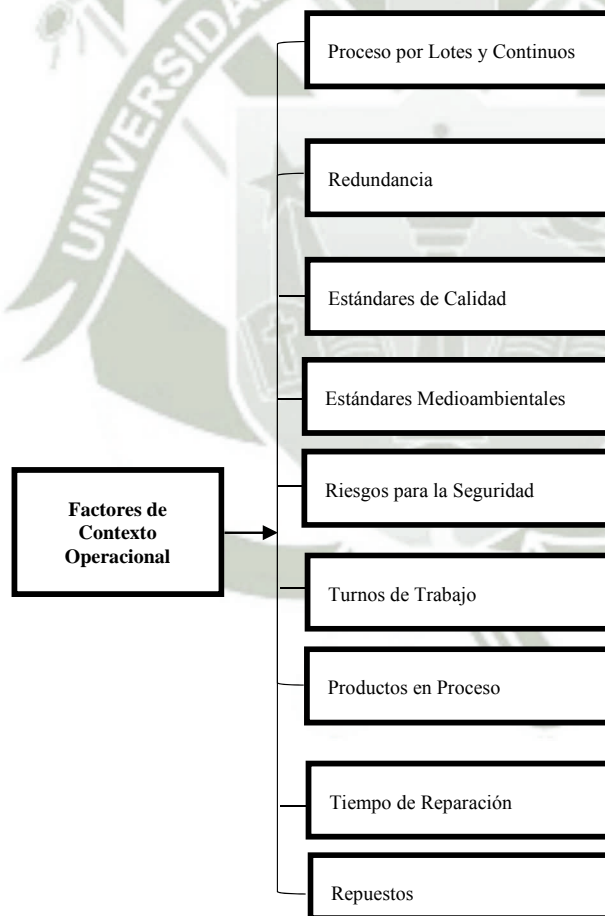 UNIVERSIDA
Proceso por Lotes y Continuos
Redundancia
Estándares de Calidad
Estándares Medioambientales
Riesgos para la Seguridad
Factores de
Contexto
Operacional
Turnos de Trabajo
Productos en Proceso
Tiempo de Reparación
Repuestos